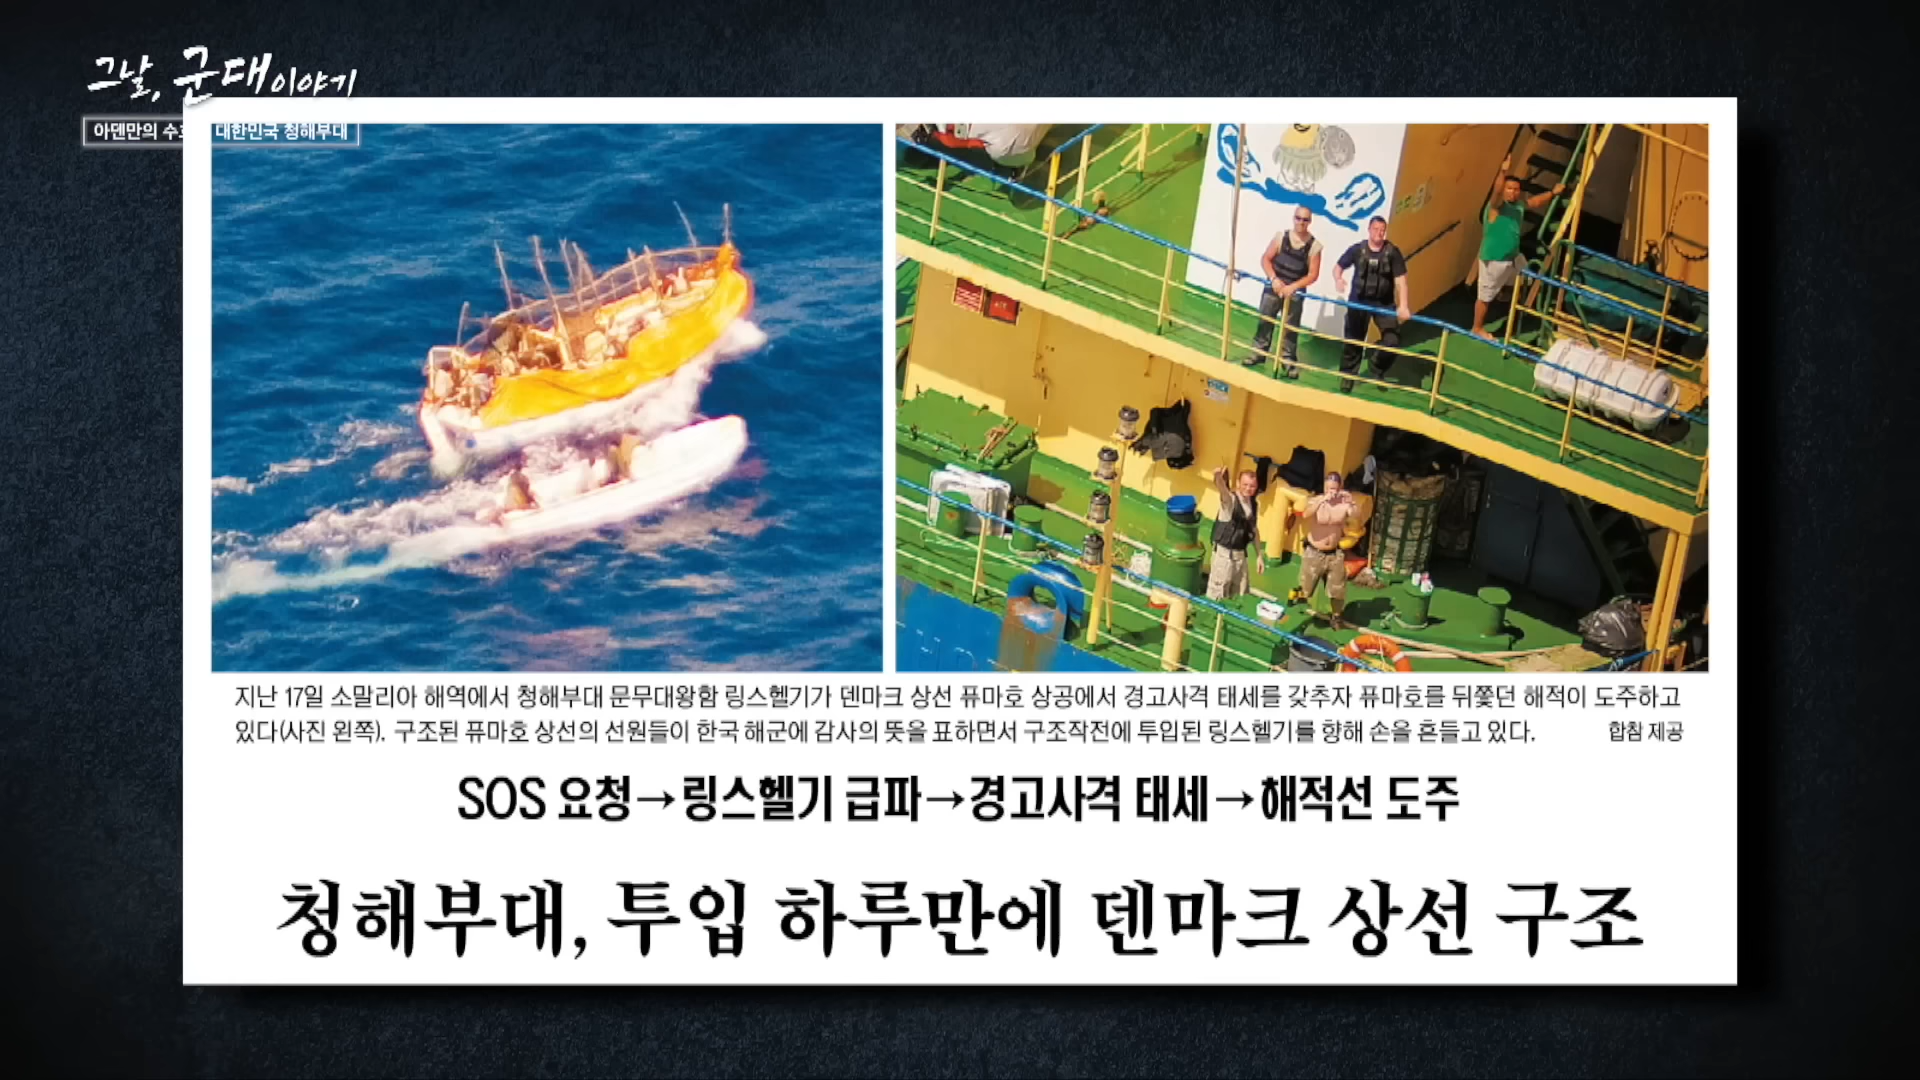 그날, 군대이야기
아덴만의 대한민국 청해부대
지난 17일 소말리아 해역에서 청해부대 문무대왕함 링스헬기가 덴마크 상선 퓨마호 상공에서 경고사격 태세를 갖추자 퓨마호를 뒤쫓던 해적이 도주하고
있다(사진 왼쪽). 구조된 퓨마호 상선의 선원들이 한국 해군에 감사의 뜻을 표하면서 구조작전에 투입된 링스헬기를 향해 손을 흔들고 있다. 합참 제공
SOS 요청→링스헬기 급파→경고사격 태세→해적선 도주
청해부대, 투입 하루만에 덴마크 상선 구조